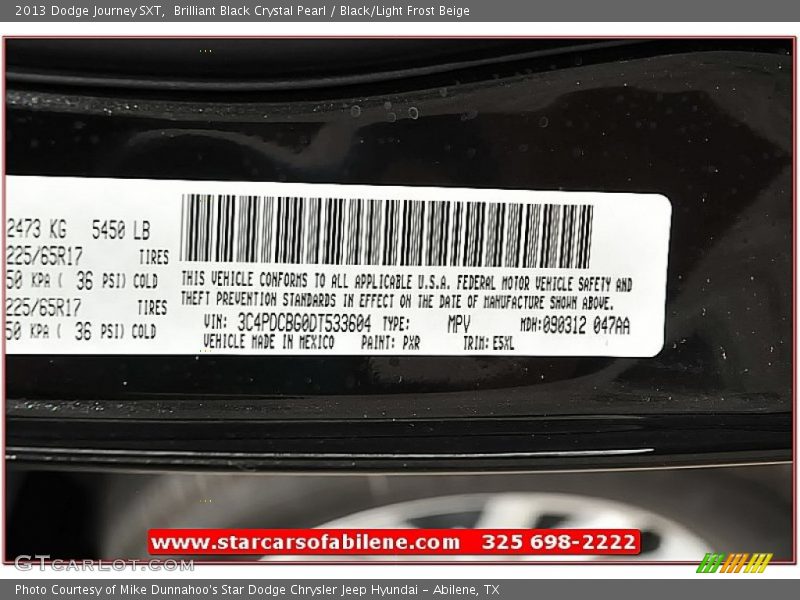 2013 Dodge Journey SXT,  Brilliant Black Crystal Pearl / Black/Light Frost Beige
2473 KG 5450 LB
225/65R17 TIRES
50 KPA ( 36 PSI) COLD
225/65R17 TIRES
50 KPA ( 36 PSI) COLD
THIS VEHICLE CONFORMS TO ALL APPLICABLE U.S.A. FEDERAL MOTOR VEHICLE SAFETY AND
THEFT PREVENTION STANDARDS IN EFFECT ON THE DATE OF MANUFACTURE SHOWN ABOVE.
VIN: 3C4PDCBG0DT533604 TYPE: MPV MDH:090312 047AA
VEHICLE MADE IN MEXICO PAINT: PXR TRIM: E5XL
www.starcarsofabilene.com 325 698-2222
GTCARLOT.COM
Photo Courtesy of Mike Dunnahoo's Star Dodge Chrysler Jeep Hyundai - Abilene, TX